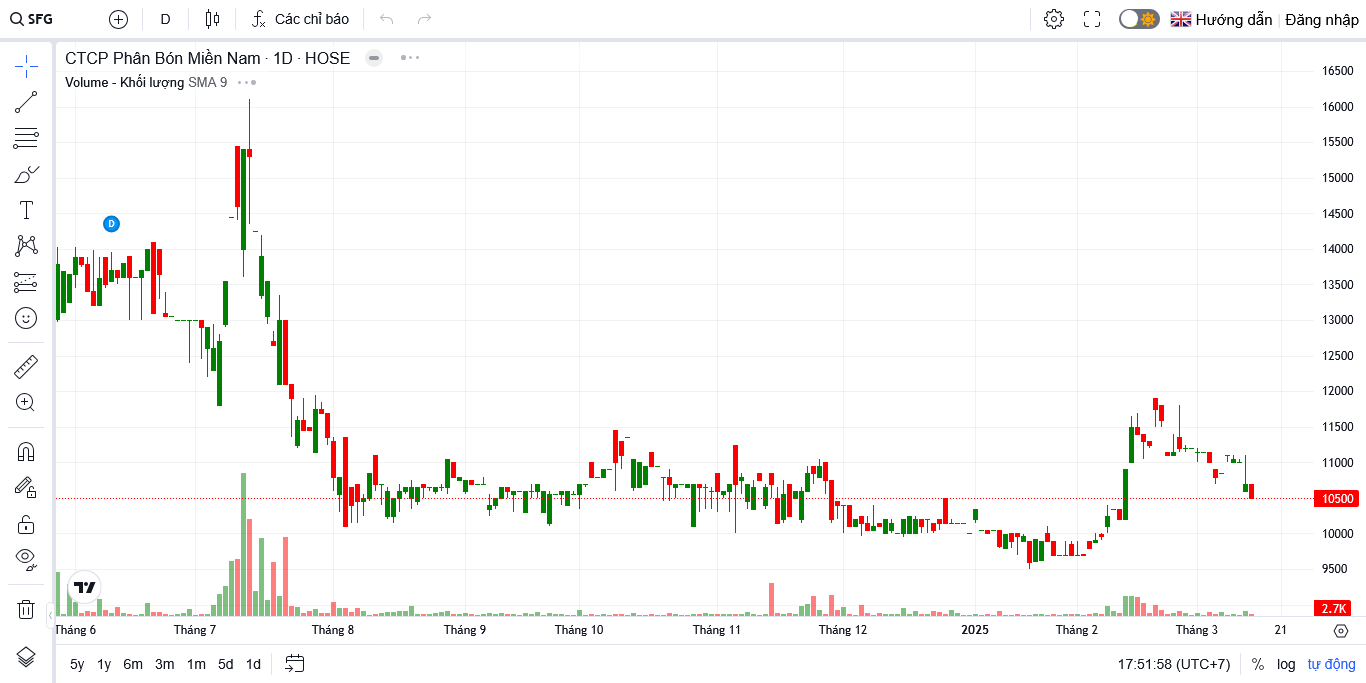 SFG D Các chỉ báo Hướng dẫn Đăng nhập
CTCP Phân Bón Miền Nam · 1D · HOSE
Volume - Khối lượng SMA 9
D
16500
16000
15500
15000
14500
14000
13500
13000
12500
12000
11500
11000
10500
10000
9500
2.7K
Tháng 6 Tháng 7 Tháng 8 Tháng 9 Tháng 10 Tháng 11 Tháng 12 2025 Tháng 2 Tháng 3 21
5y 1y 6m 3m 1m 5d 1d 17:51:58 (UTC+7) % log tự động